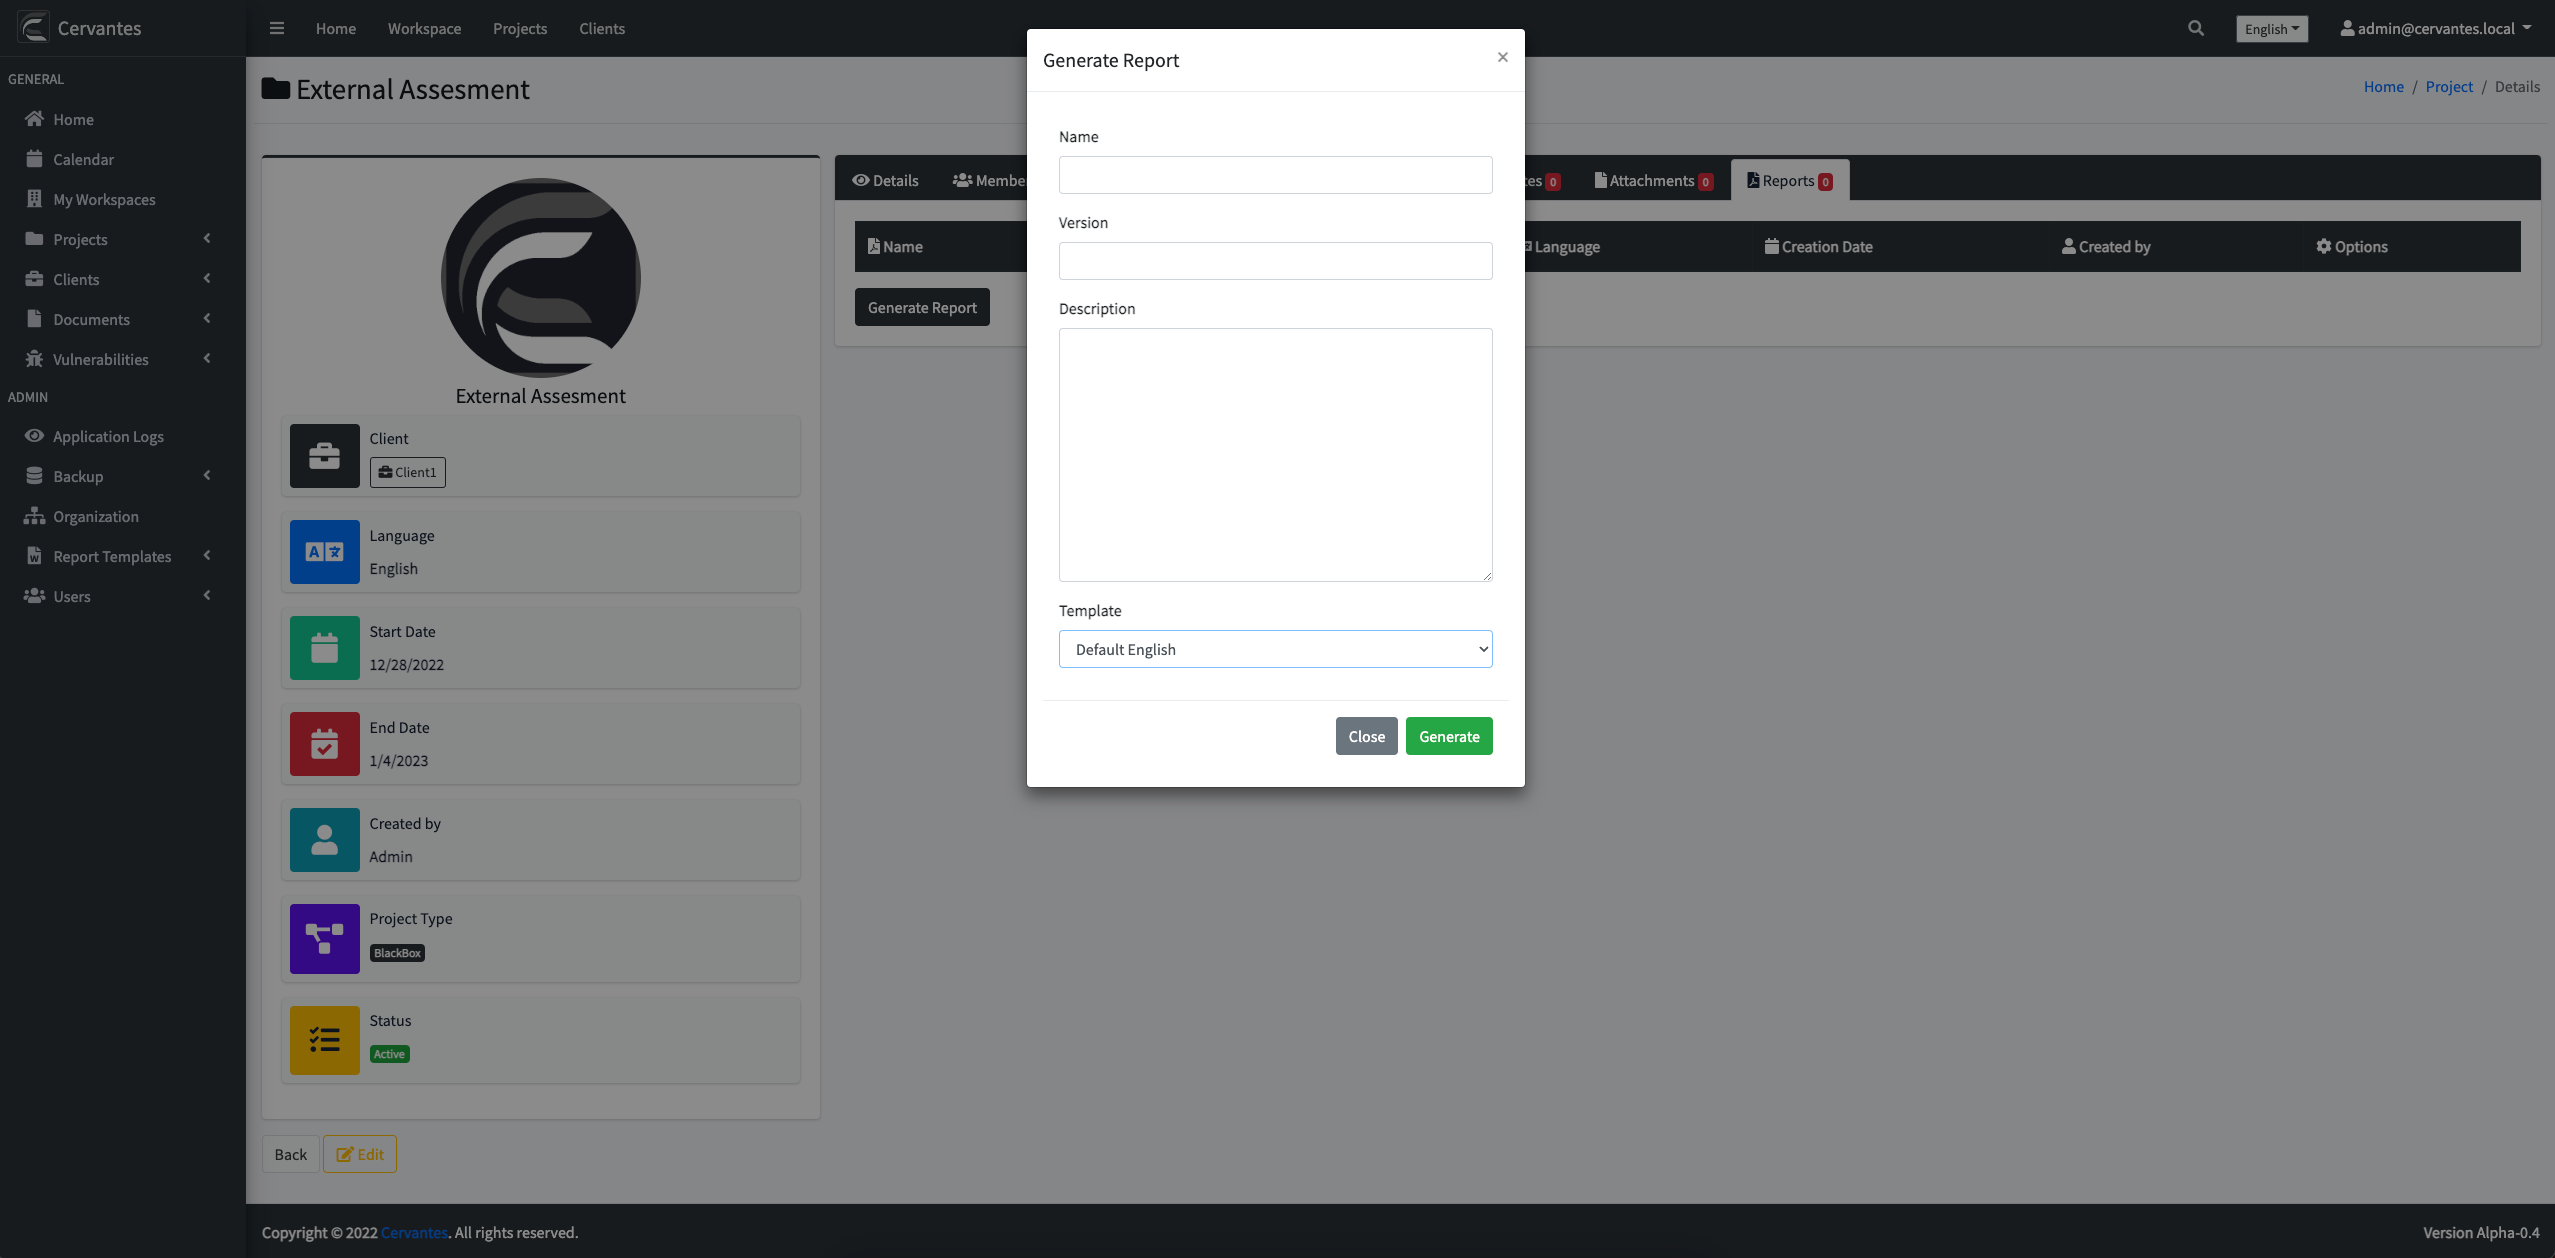 Cervantes
Home Workspace Projects Clients
English
admin@cervantes.local
GENERAL
Home
Calendar
My Workspaces
Projects
Clients
Documents
Vulnerabilities
ADMIN
Application Logs
Backup
Organization
Report Templates
Users
External Assesment
Home / Project / Details
External Assesment
Client
Client1
Language
English
Start Date
12/28/2022
End Date
1/4/2023
Created by
Admin
Project Type
BlackBox
Status
Active
Back Edit
Details
Attachments 0
Reports 0
0
Name Language Creation Date Created by Options
Generate Report
Generate Report
×
Name
Version
Description
Template
Default English
Close Generate
Copyright © 2022 Cervantes. All rights reserved.
Version Alpha-0.4